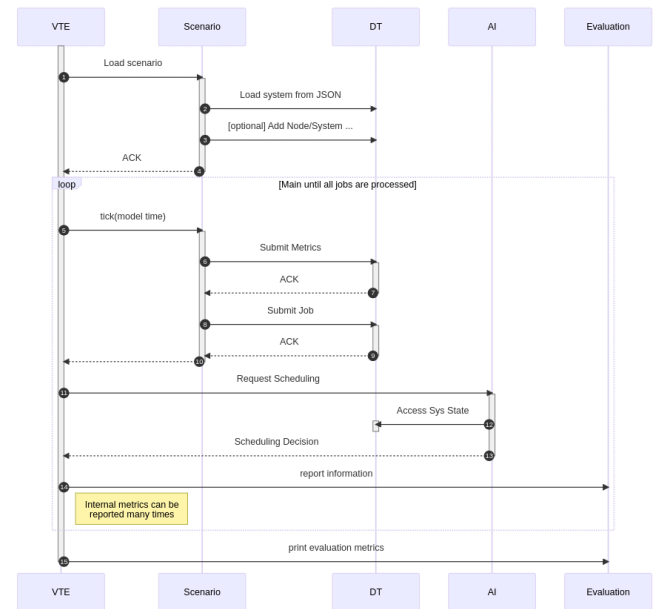 VTE
Scenario
DT
AI
Evaluation
Load scenario
1
Load system from JSON
2
[optional] Add Node/System ...
3
ACK
4
loop
[Main until all jobs are processed]
tick(model time)
5
Submit Metrics
6
ACK
7
Submit Job
8
ACK
9
10
Request Scheduling
11
Access Sys State
12
Scheduling Decision
13
report information
14
Internal metrics can be
reported many times
print evaluation metrics
15
VTE
Scenario
DT
AI
Evaluation